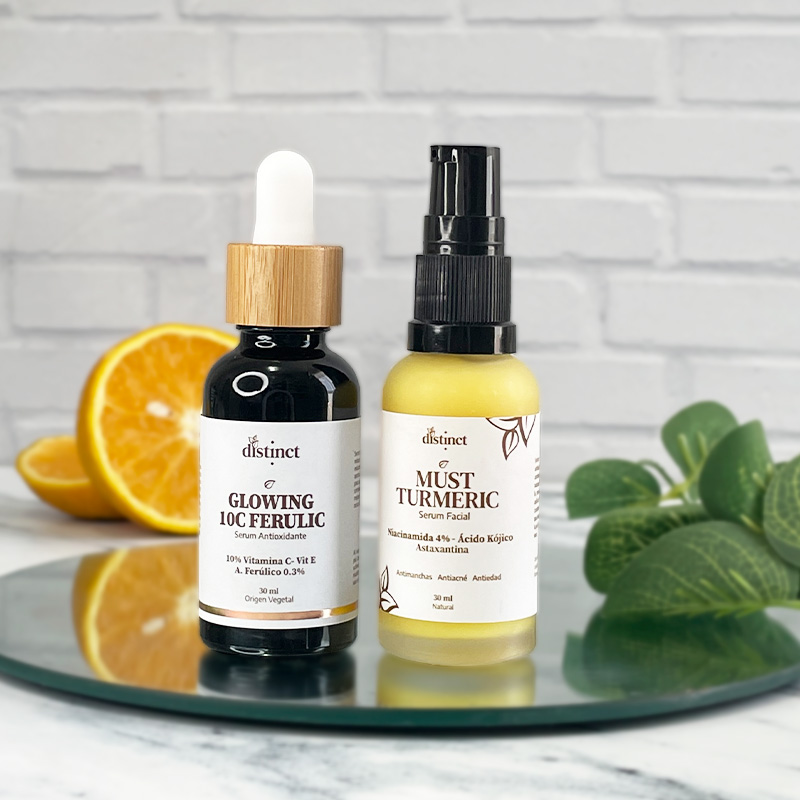 distinct
GLOWING
10C FERULIC
Serum Antioxidante
10% Vitamina C- Vit E
A. Ferúlico 0.3%
30 ml
Origen Vegetal
distinct
MUST
TURMERIC
Serum Facial
Niacinamida 4% - Ácido Kójico
Astaxantina
Antimanchas Antiacné Antiedad
30 ml
Natural